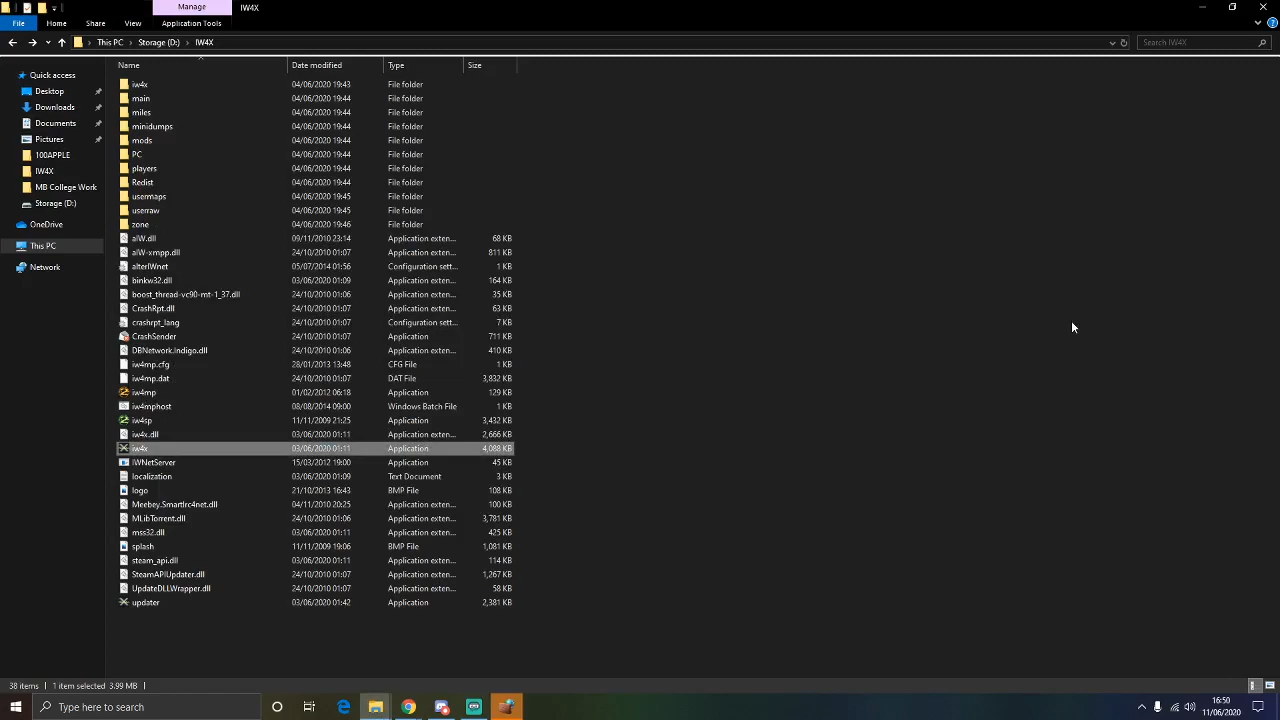 Manage IW4X
File Home Share View Application Tools
This PC Storage (D:) IW4X Search IW4X
Name Date modified Type Size
Quick access
Desktop
Downloads
Documents
Pictures
100APPLE
IW4X
MB College Work
Storage (D:)
OneDrive
This PC
Network
iw4x 04/06/2020 19:43 File folder
main 04/06/2020 19:44 File folder
miles 04/06/2020 19:44 File folder
minidumps 04/06/2020 19:44 File folder
mods 04/06/2020 19:44 File folder
PC 04/06/2020 19:44 File folder
players 04/06/2020 19:44 File folder
Redist 04/06/2020 19:44 File folder
usermaps 04/06/2020 19:45 File folder
userraw 04/06/2020 19:45 File folder
zone 04/06/2020 19:46 File folder
aIW.dll 09/11/2010 23:14 Application exten... 68 KB
aIW-xmpp.dll 24/10/2010 01:07 Application exten... 811 KB
alterIWnet 05/07/2014 01:56 Configuration sett... 1 KB
binkw32.dll 03/06/2020 01:09 Application exten... 164 KB
boost_thread-vc90-mt-1_37.dll 24/10/2010 01:06 Application exten... 35 KB
CrashRpt.dll 24/10/2010 01:07 Application exten... 63 KB
crashrpt_lang 24/10/2010 01:07 Configuration sett... 7 KB
CrashSender 24/10/2010 01:07 Application 711 KB
DBNetwork.Indigo.dll 24/10/2010 01:06 Application exten... 410 KB
iw4mp.cfg 28/01/2013 13:48 CFG File 1 KB
iw4mp.dat 24/10/2010 01:07 DAT File 3,832 KB
iw4mp 01/02/2012 06:18 Application 129 KB
iw4mphost 08/08/2014 09:00 Windows Batch File 1 KB
iw4sp 11/11/2009 21:25 Application 3,432 KB
iw4x.dll 03/06/2020 01:11 Application exten... 2,666 KB
iw4x 03/06/2020 01:11 Application 4,088 KB
IWNetServer 15/03/2012 19:00 Application 45 KB
localization 03/06/2020 01:09 Text Document 3 KB
logo 21/10/2013 16:43 BMP File 108 KB
Meebey.SmartIrc4net.dll 04/11/2010 20:25 Application exten... 100 KB
MLibTorrent.dll 24/10/2010 01:06 Application exten... 3,781 KB
mss32.dll 03/06/2020 01:11 Application exten... 425 KB
splash 11/11/2009 19:06 BMP File 1,081 KB
steam_api.dll 03/06/2020 01:11 Application exten... 114 KB
SteamAPIUpdater.dll 24/10/2010 01:07 Application exten... 1,267 KB
UpdateDLLWrapper.dll 24/10/2010 01:07 Application exten... 58 KB
updater 03/06/2020 01:42 Application 2,381 KB
38 items 1 item selected 3.99 MB
Type here to search 16:50
11/06/2020